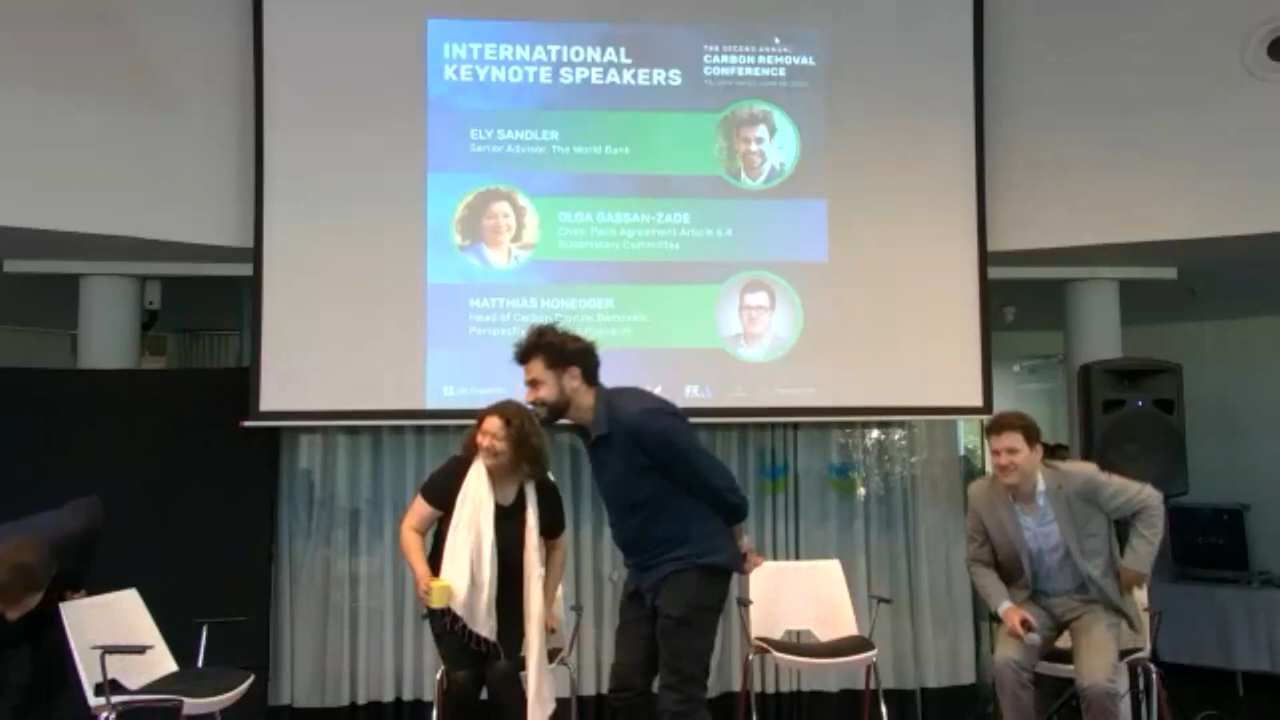 INTERNATIONAL
KEYNOTE SPEAKERS
THE SECOND ANNUAL
CARBON REMOVAL
CONFERENCE
ELY SANDLER
Senior Advisor, The World Bank
OLGA GASSAN-ZADE
Chair, Paris Agreement Article 6.4
Supervisory Committee
MATTHIAS HONEGGER
Head of Carbon Dioxide Removals,